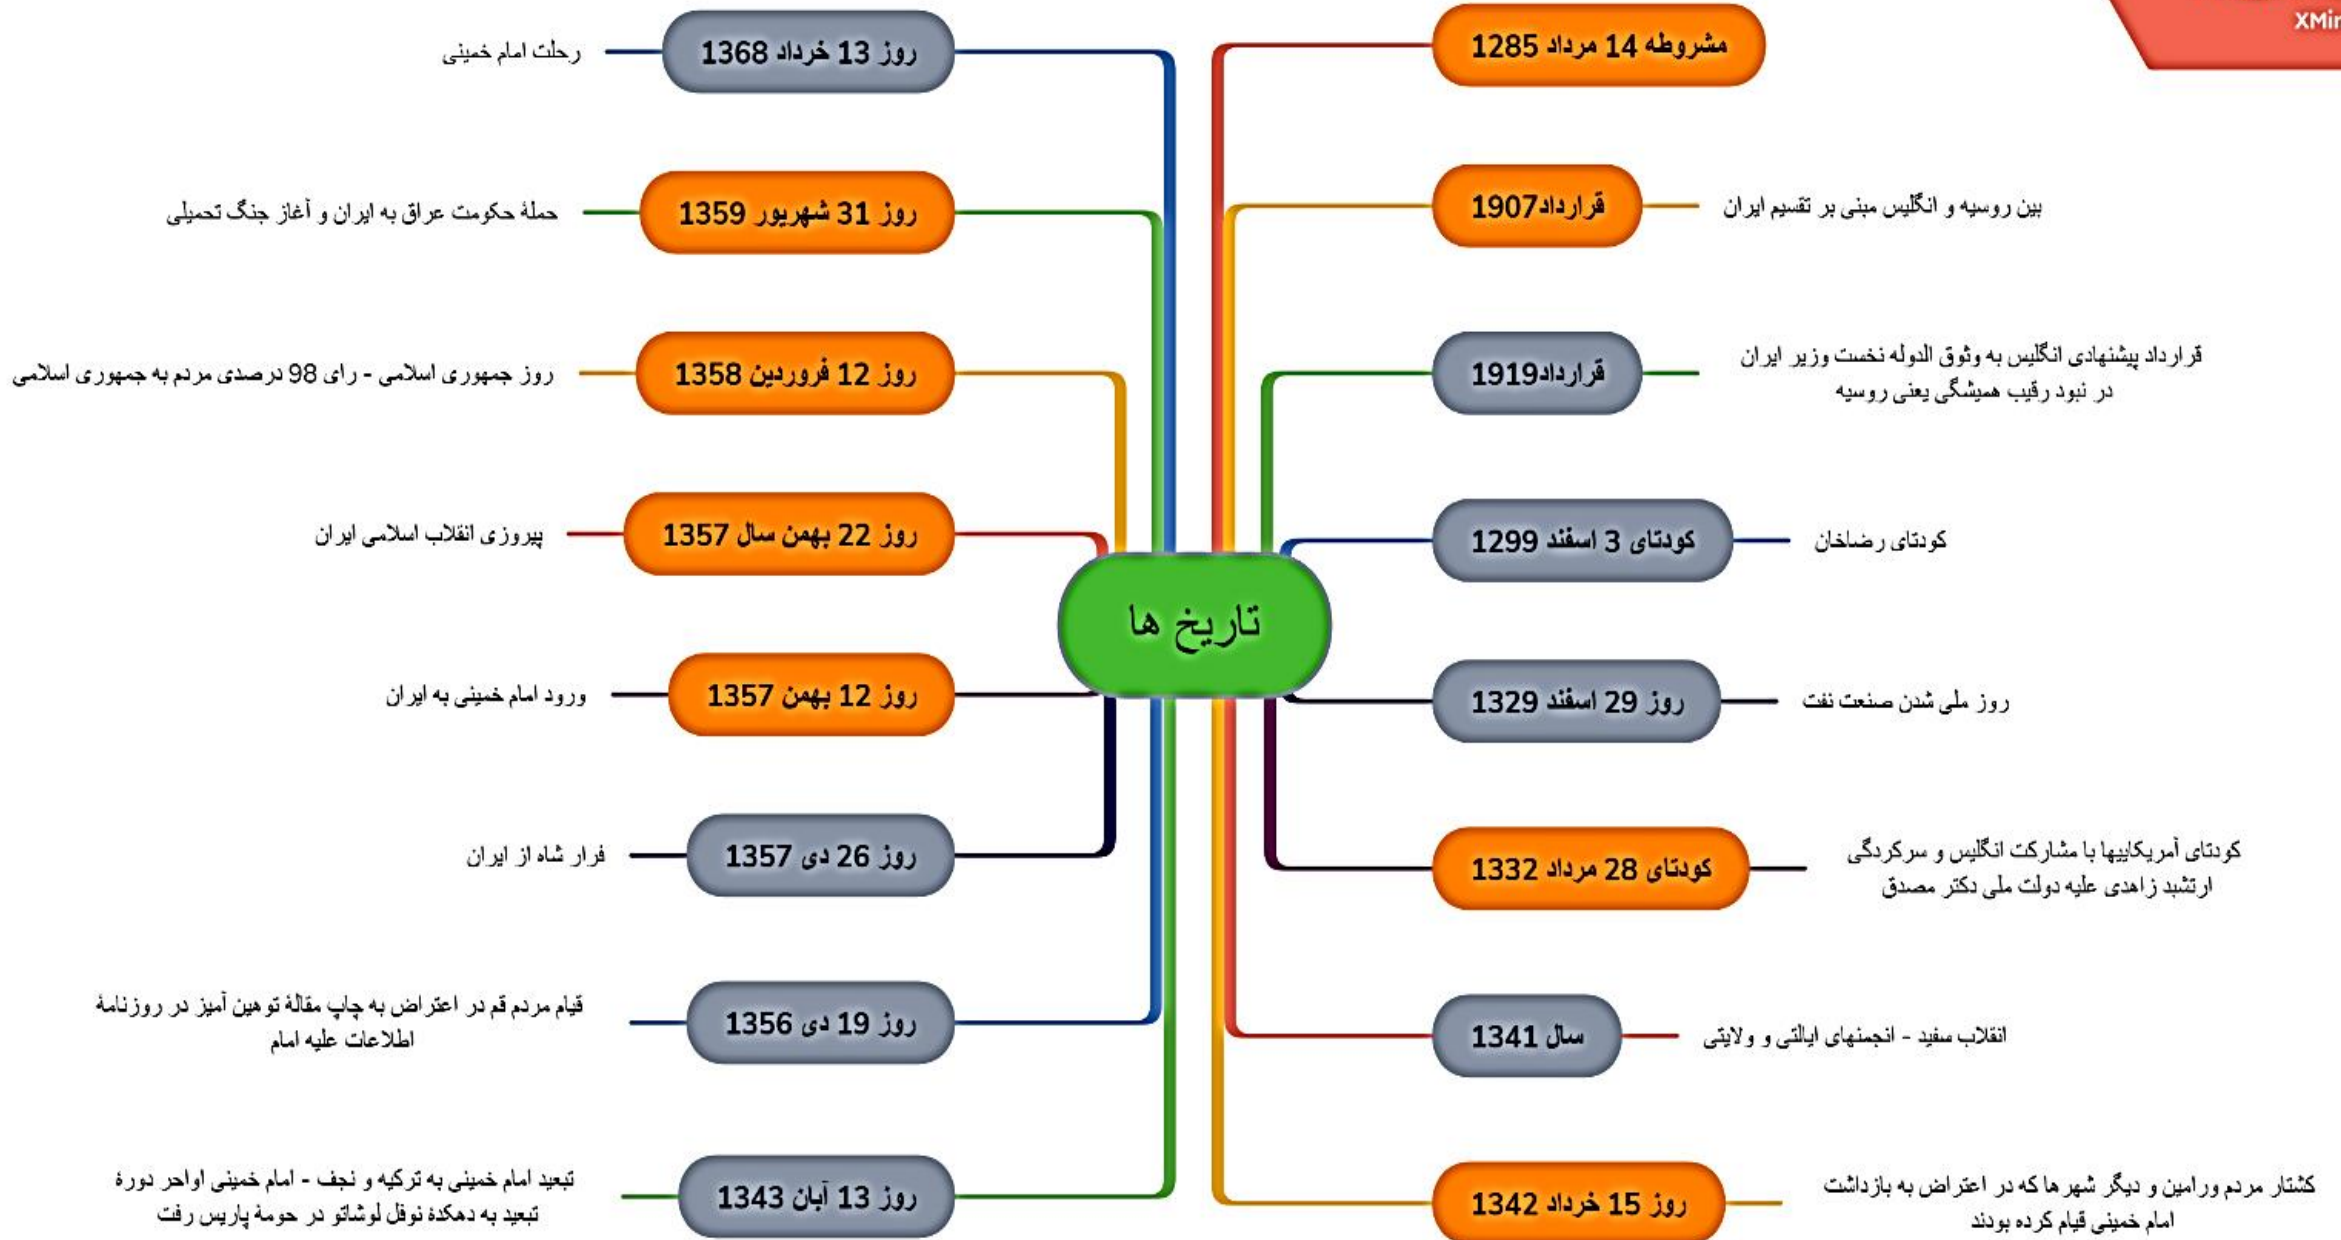 XMin
تاریخ ها
مشروطه 14 مرداد 1285
قرارداد1907
بین روسیه و انگلیس مبنی بر تقسیم ایران
قرارداد1919
قرارداد پیشنهادی انگلیس به وثوق الدوله نخست وزیر ایران
در نبود رقیب همیشگی یعنی روسیه
کودتای 3 اسفند 1299
کودتای رضاخان
روز 29 اسفند 1329
روز ملی شدن صنعت نفت
کودتای 28 مرداد 1332
کودتای آمریکاییها با مشارکت انگلیس و سرکردگی
ارتشبد زاهدی علیه دولت ملی دکتر مصدق
سال 1341
انقلاب سفید - انجمنهای ایالتی و ولایتی
روز 15 خرداد 1342
کشتار مردم ورامین و دیگر شهرها که در اعتراض به بازداشت
امام خمینی قیام کرده بودند
روز 13 آبان 1343
تبعید امام خمینی به ترکیه و نجف - امام خمینی اواحر دورهٔ
تبعید به دهکدهٔ نوفل لوشاتو در حومهٔ پاریس رفت
روز 19 دی 1356
قیام مردم قم در اعتراض به چاپ مقالهٔ توهین آمیز در روزنامهٔ
اطلاعات علیه امام
روز 26 دی 1357
فرار شاه از ایران
روز 12 بهمن 1357
ورود امام خمینی به ایران
روز 22 بهمن سال 1357
پیروزی انقلاب اسلامی ایران
روز 12 فروردین 1358
روز جمهوری اسلامی - رای 98 درصدی مردم به جمهوری اسلامی
روز 31 شهریور 1359
حملهٔ حکومت عراق به ایران و آغاز جنگ تحمیلی
روز 13 خرداد 1368
رحلت امام خمینی